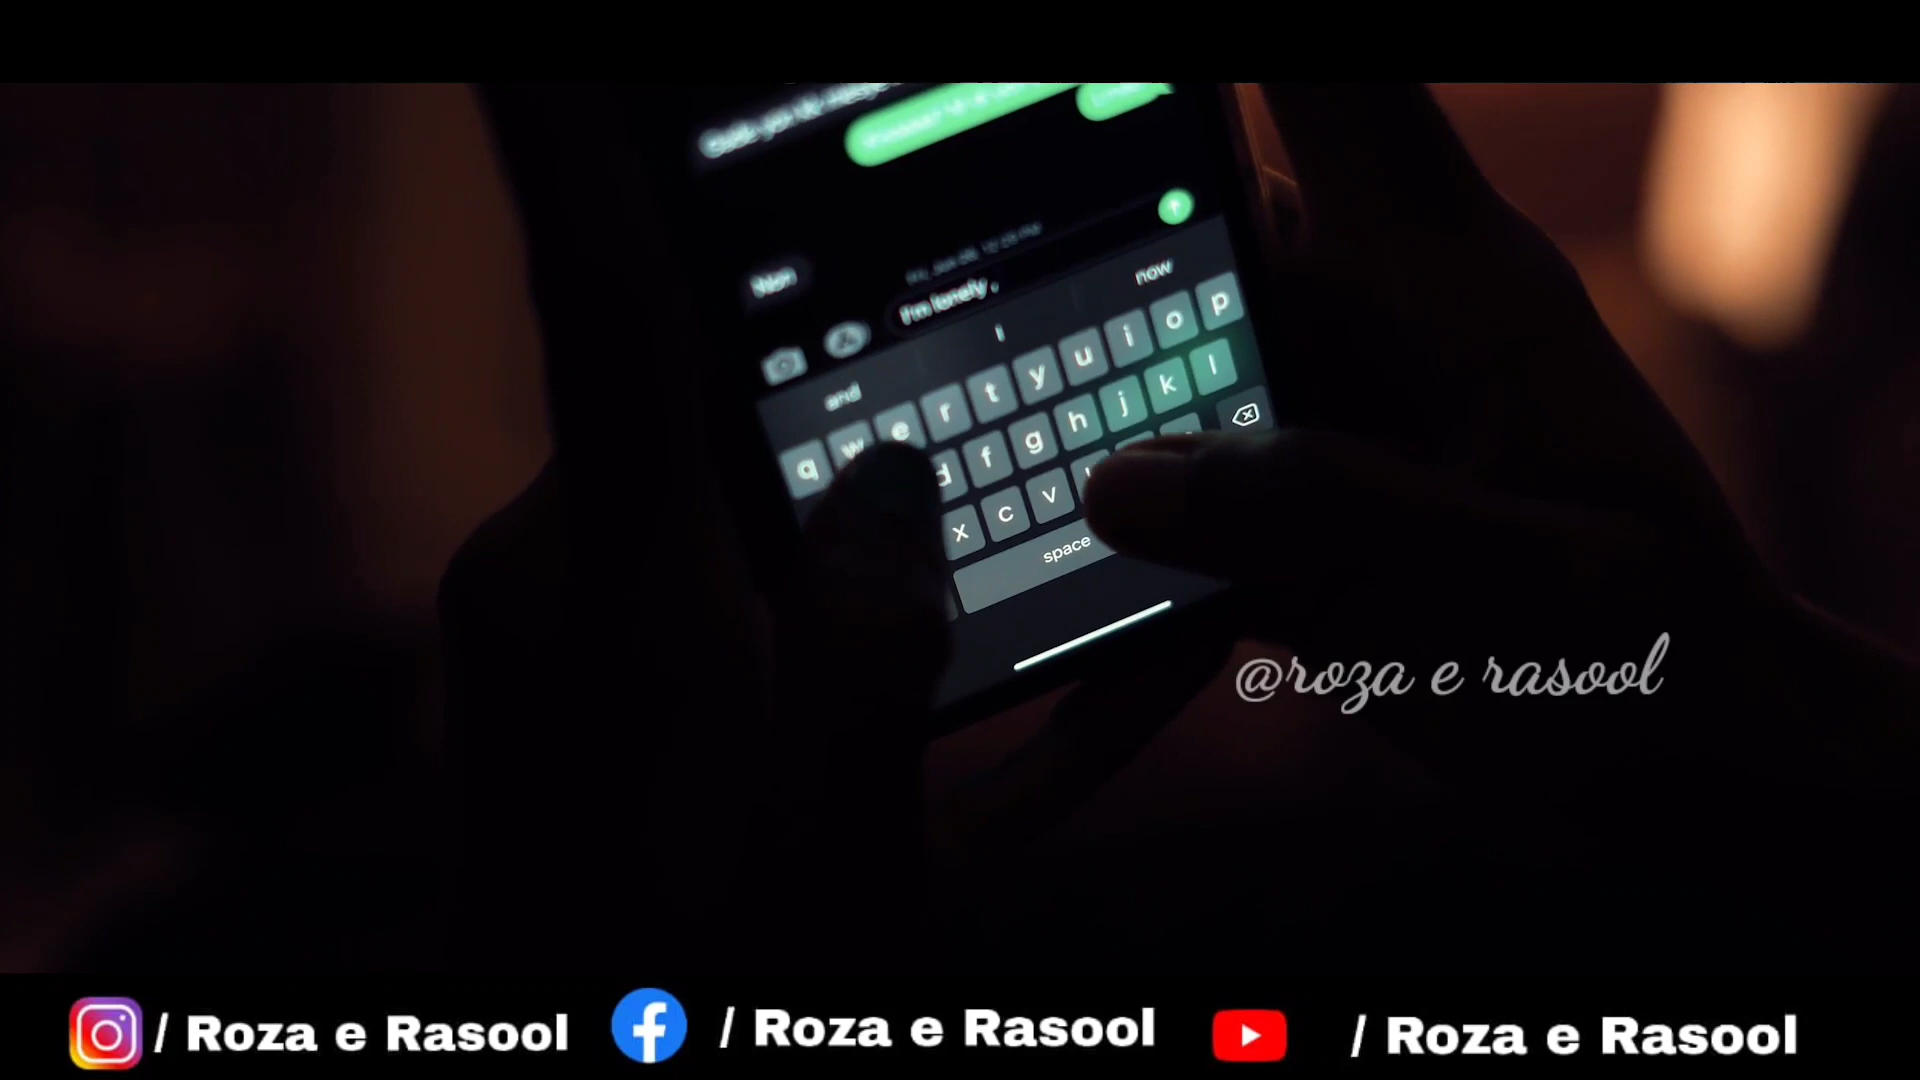 I'm lonely,
and
i
now
q w e r t y u i o p
d f g h j k l
x c v
space
@roza e rasool
/ Roza e Rasool
/ Roza e Rasool
/ Roza e Rasool